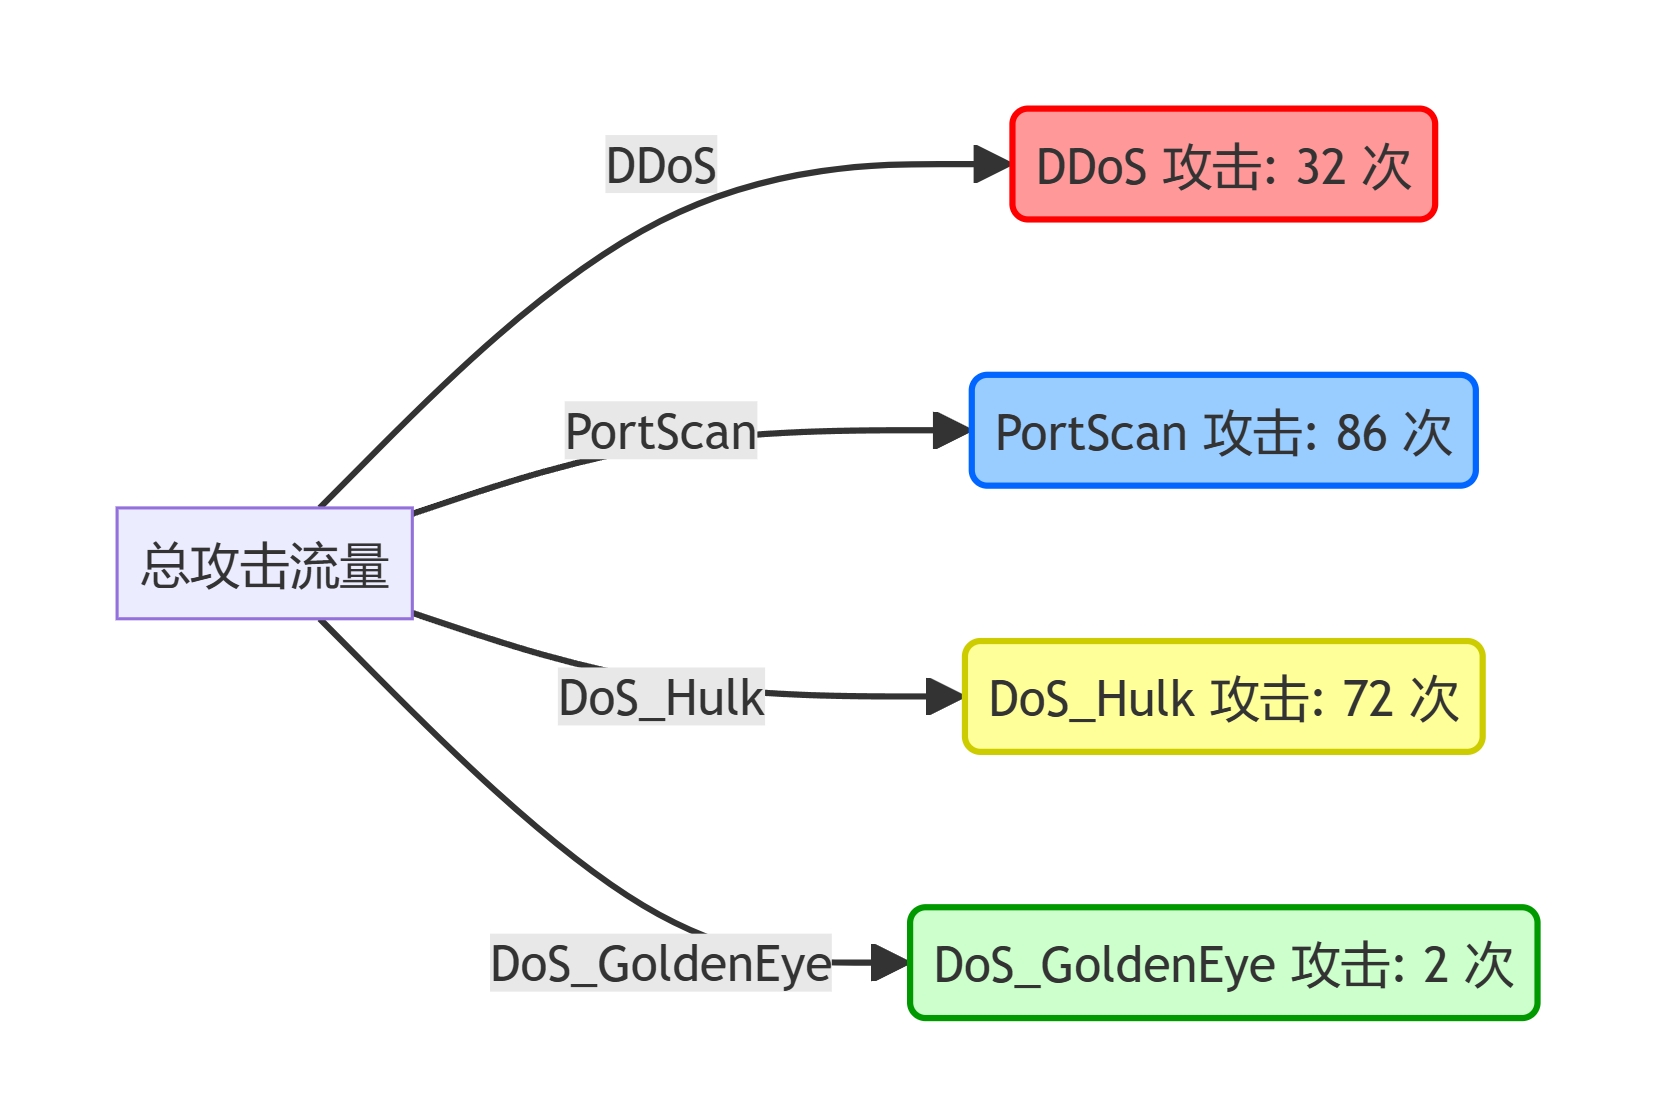 DDoS
DDoS 攻击: 32 次
PortScan
PortScan 攻击: 86 次
总攻击流量
DoS_Hulk
DoS_Hulk 攻击: 72 次
DoS_GoldenEye
DoS_GoldenEye 攻击: 2 次